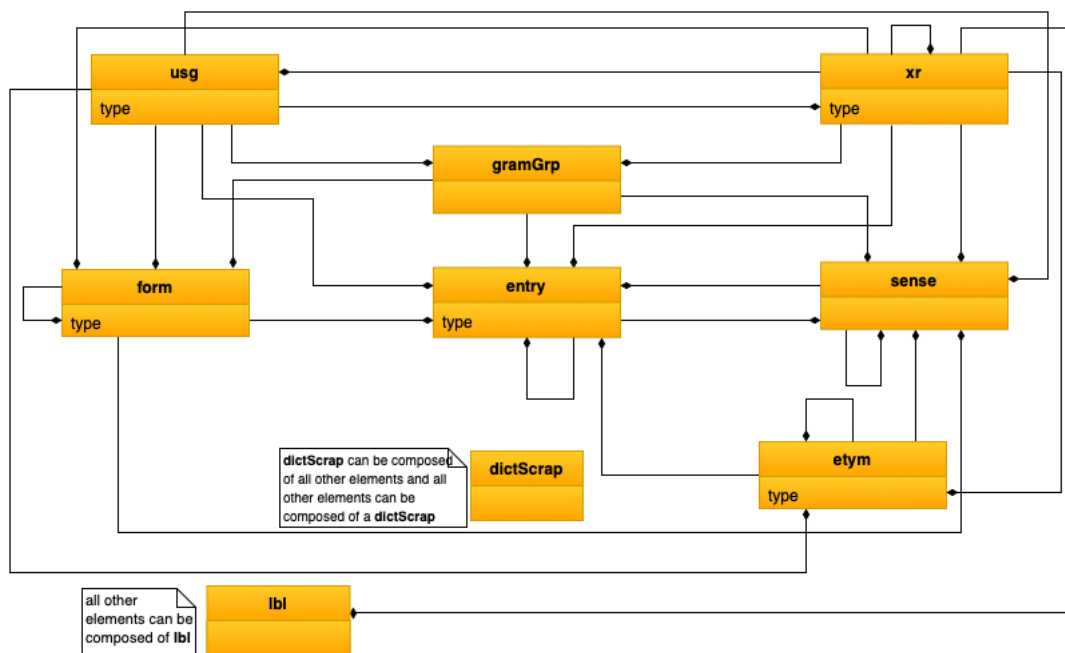 usg
type
xr
type
gramGrp
form
type
entry
type
sense
dictScrap can be composed
of all other elements and all
other elements can be
composed of a dictScrap
dictScrap
etym
type
all other
elements can be
composed of lbl
lbl